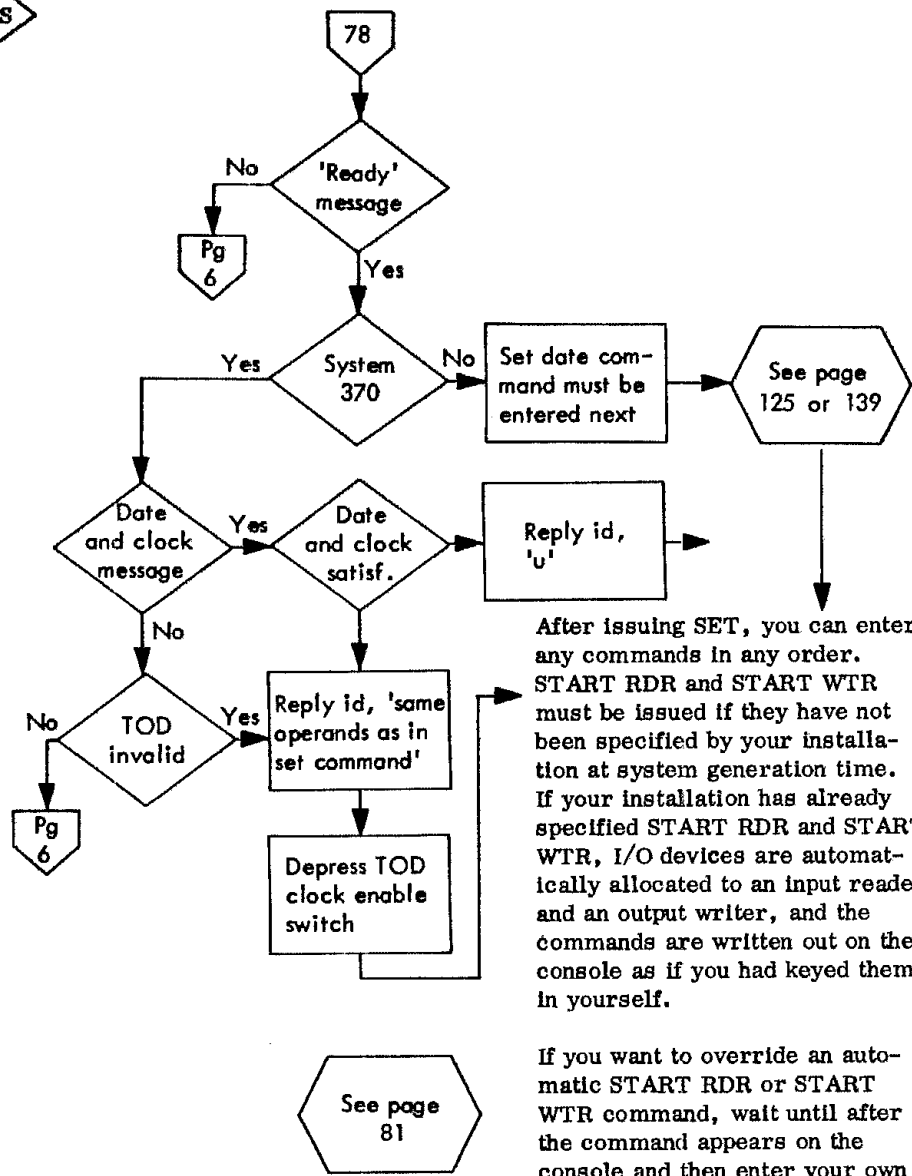 S
78
No
'Ready'
message
Pg
6
Yes
Yes
System
370
No
Set date com-
mand must be
entered next
See page
125 or 139
Date
and clock
message
Yes
Date
and clock
satisf.
Reply id,
'u'
No
No
TOD
invalid
Yes
Pg
6
Reply id, 'same
operands as in
set command'
Depress TOD
clock enable
switch
After issuing SET, you can enter
any commands in any order.
START RDR and START WTR
must be issued if they have not
been specified by your installa-
tion at system generation time.
If your installation has already
specified START RDR and START
WTR, I/O devices are automat-
ically allocated to an input reade
and an output writer, and the
commands are written out on the
console as if you had keyed them
in yourself.
See page
81
If you want to override an auto-
matic START RDR or START
WTR command, wait until after
the command appears on the
console and then enter your own